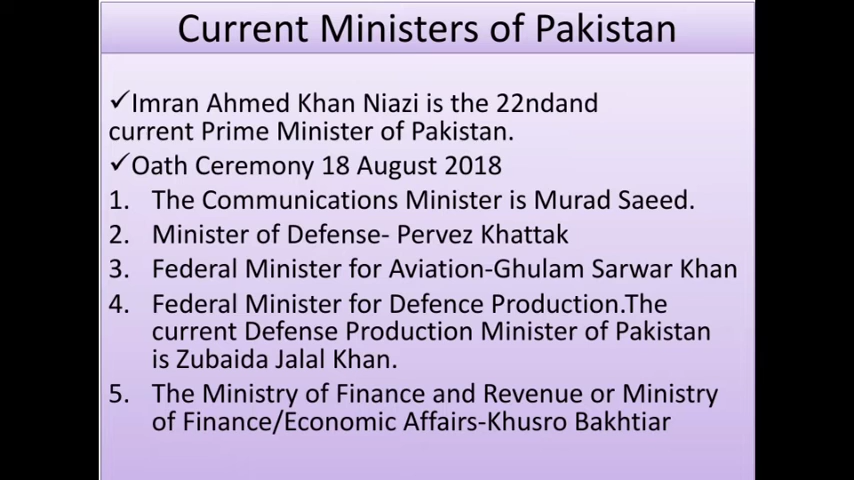 Current Ministers of Pakistan
✓Imran Ahmed Khan Niazi is the 22ndand
current Prime Minister of Pakistan.
✓Oath Ceremony 18 August 2018
1. The Communications Minister is Murad Saeed.
2. Minister of Defense- Pervez Khattak
3. Federal Minister for Aviation-Ghulam Sarwar Khan
4. Federal Minister for Defence Production.The
current Defense Production Minister of Pakistan
is Zubaida Jalal Khan.
5. The Ministry of Finance and Revenue or Ministry
of Finance/Economic Affairs-Khusro Bakhtiar